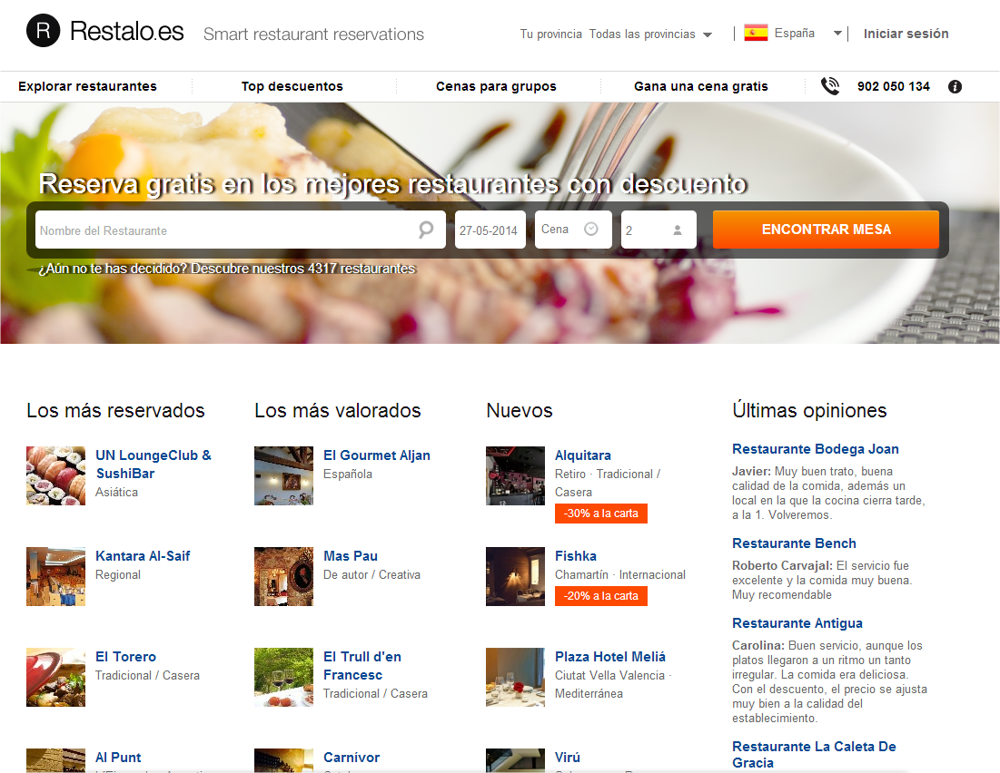 R Restalo.es Smart restaurant reservations
Tu provincia Todas las provincias
España
Iniciar sesión
Explorar restaurantes
Top descuentos
Cenas para grupos
Gana una cena gratis
902 050 134
i
Reserva gratis en los mejores restaurantes con descuento
Nombre del Restaurante
27-05-2014
Cena
2
ENCONTRAR MESA
¿Aún no te has decidido? Descubre nuestros 4317 restaurantes
Los más reservados
UN LoungeClub &
SushiBar
Asiática
Kantara Al-Saif
Regional
El Torero
Tradicional / Casera
Al Punt
Los más valorados
El Gourmet Aljan
Española
Mas Pau
De autor / Creativa
El Trull d'en
Francesc
Tradicional / Casera
Carnívor
Nuevos
Alquitara
Retiro · Tradicional /
Casera
-30% a la carta
Fishka
Chamartín · Internacional
-20% a la carta
Plaza Hotel Meliá
Ciutat Vella Valencia ·
Mediterránea
Virú
Últimas opiniones
Restaurante Bodega Joan
Javier: Muy buen trato, buena
calidad de la comida, además un
local en la que la cocina cierra tarde,
a la 1. Volveremos.
Restaurante Bench
Roberto Carvajal: El servicio fue
excelente y la comida muy buena.
Muy recomendable
Restaurante Antigua
Carolina: Buen servicio, aunque los
platos llegaron a un ritmo un tanto
irregular. La comida era deliciosa.
Con el descuento, el precio se ajusta
muy bien a la calidad del
establecimiento.
Restaurante La Caleta De
Gracia